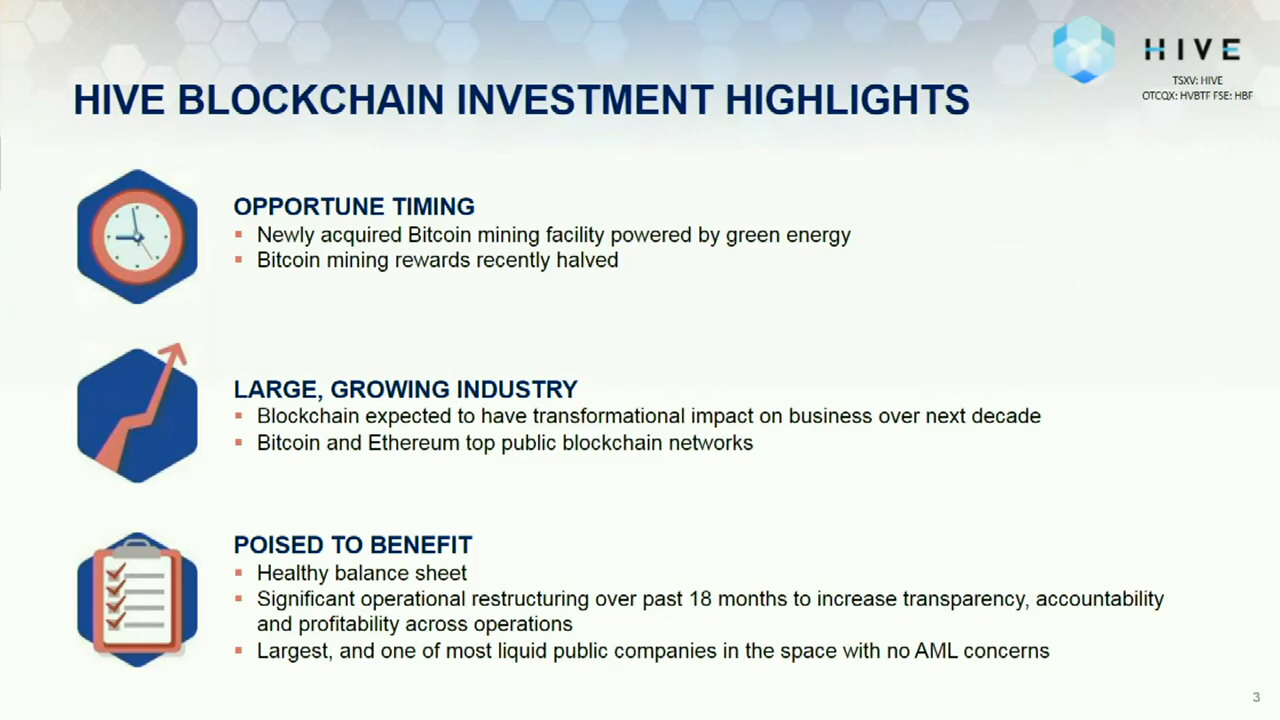 HIVE
TSXV: HIVE
OTCQX: HVBTF FSE: HBF
HIVE BLOCKCHAIN INVESTMENT HIGHLIGHTS
OPPORTUNE TIMING
▪ Newly acquired Bitcoin mining facility powered by green energy
▪ Bitcoin mining rewards recently halved
LARGE, GROWING INDUSTRY
▪ Blockchain expected to have transformational impact on business over next decade
▪ Bitcoin and Ethereum top public blockchain networks
POISED TO BENEFIT
▪ Healthy balance sheet
▪ Significant operational restructuring over past 18 months to increase transparency, accountability
and profitability across operations
▪ Largest, and one of most liquid public companies in the space with no AML concerns
3